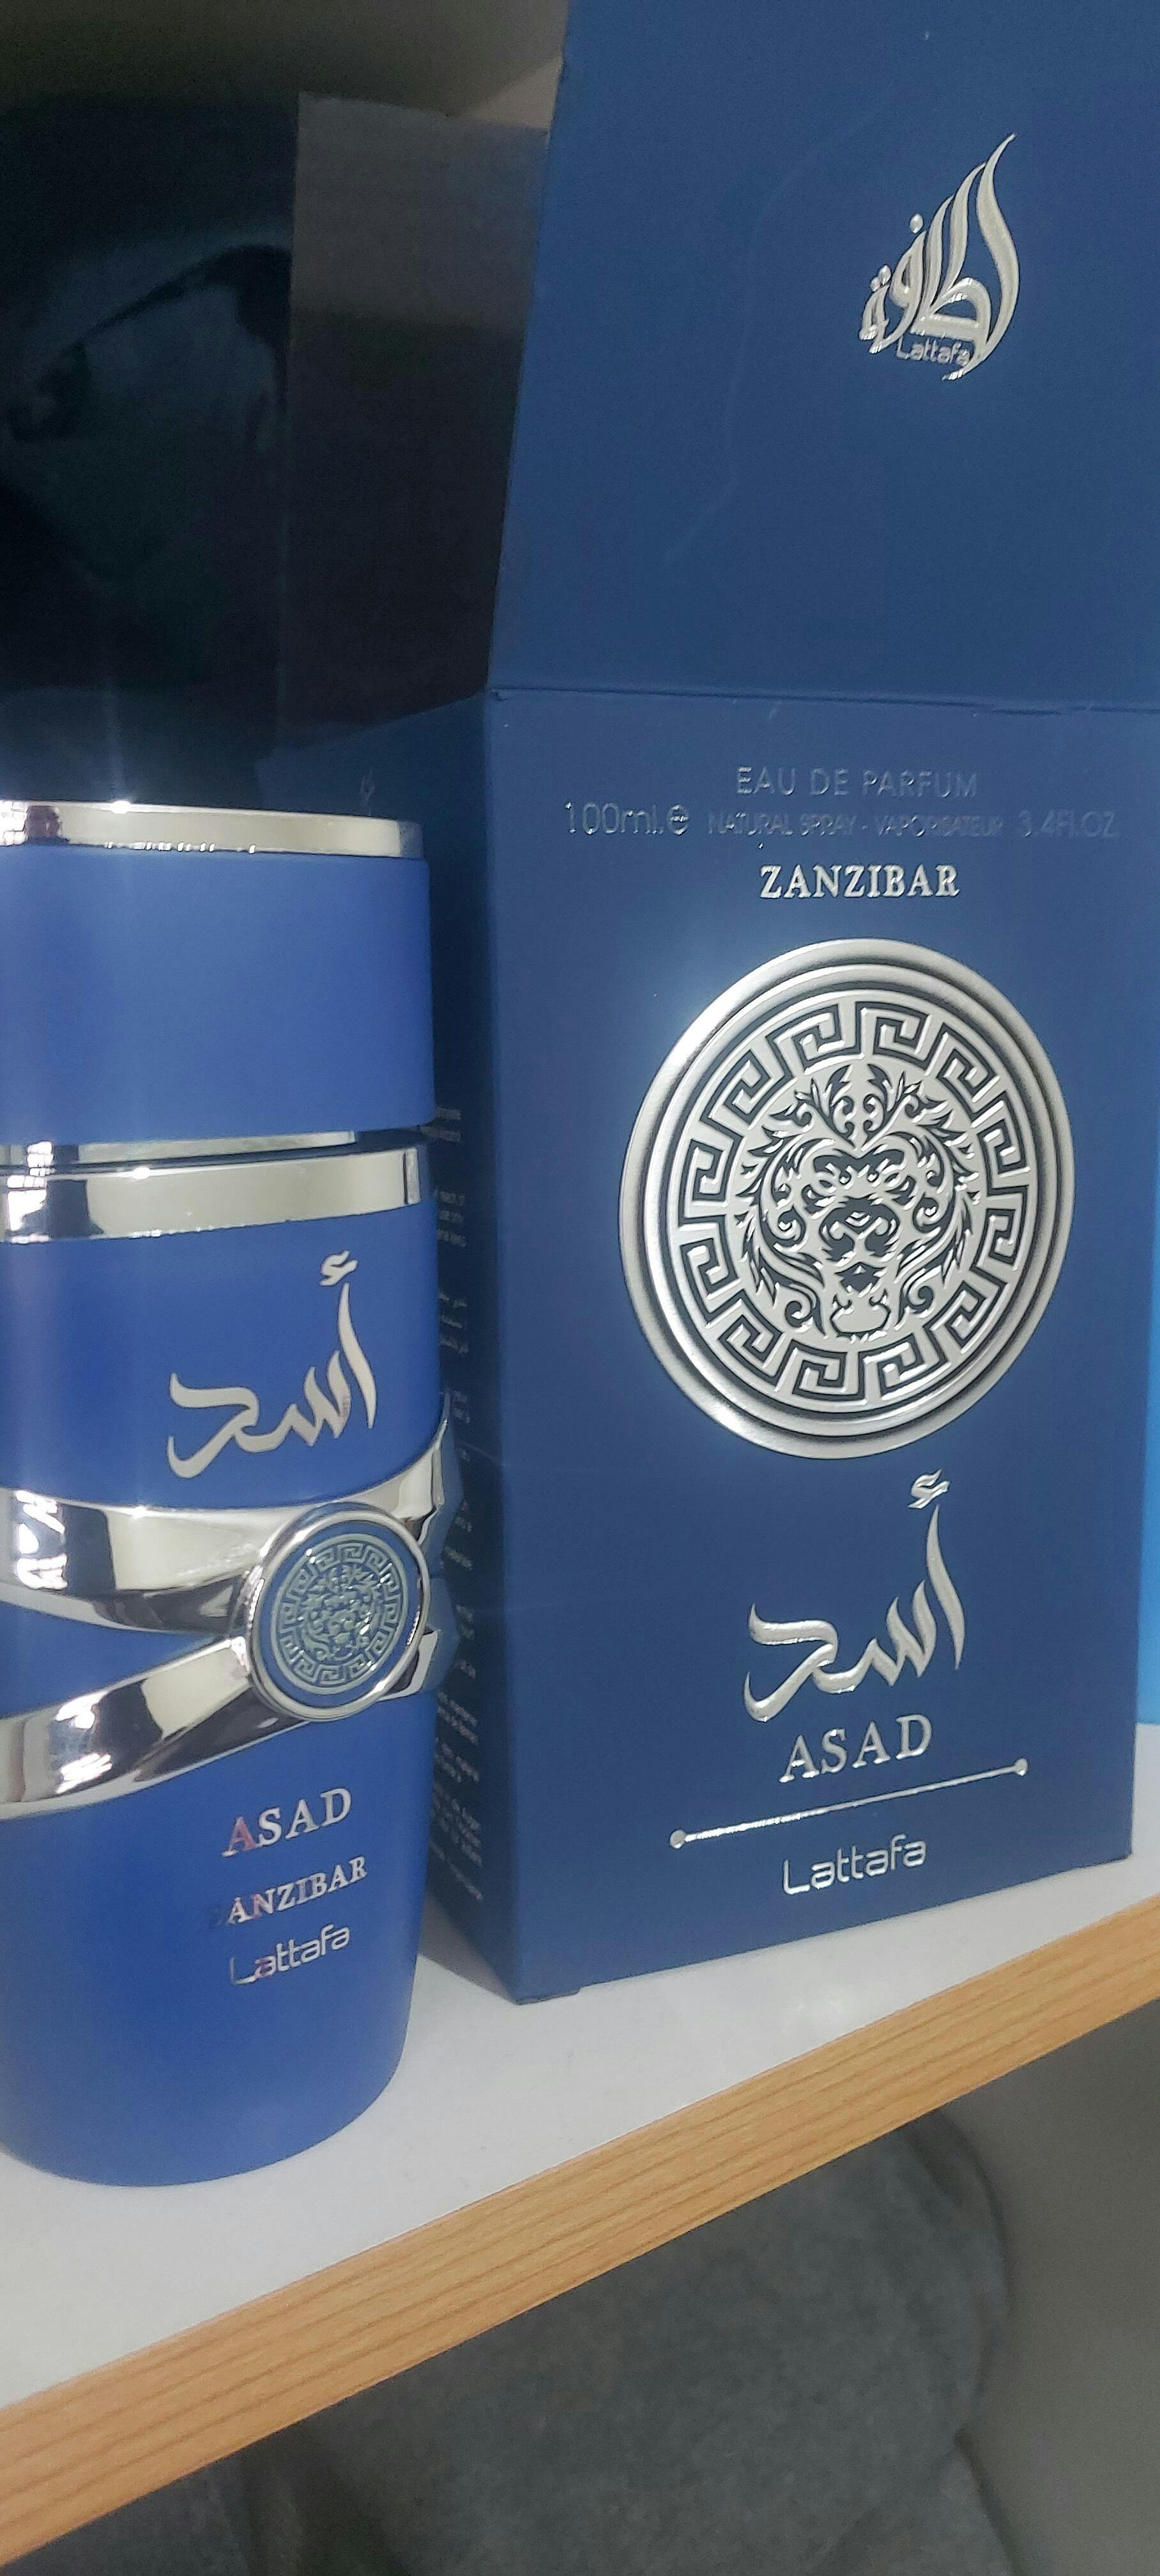 لطافة
Lattafa
EAU DE PARFUM
100ml.℮ NATURAL SPRAY - VAPORISATEUR 3.4Fl.OZ
ZANZIBAR
أسد
ASAD
Lattafa
أسد
ASAD
ZANZIBAR
Lattafa